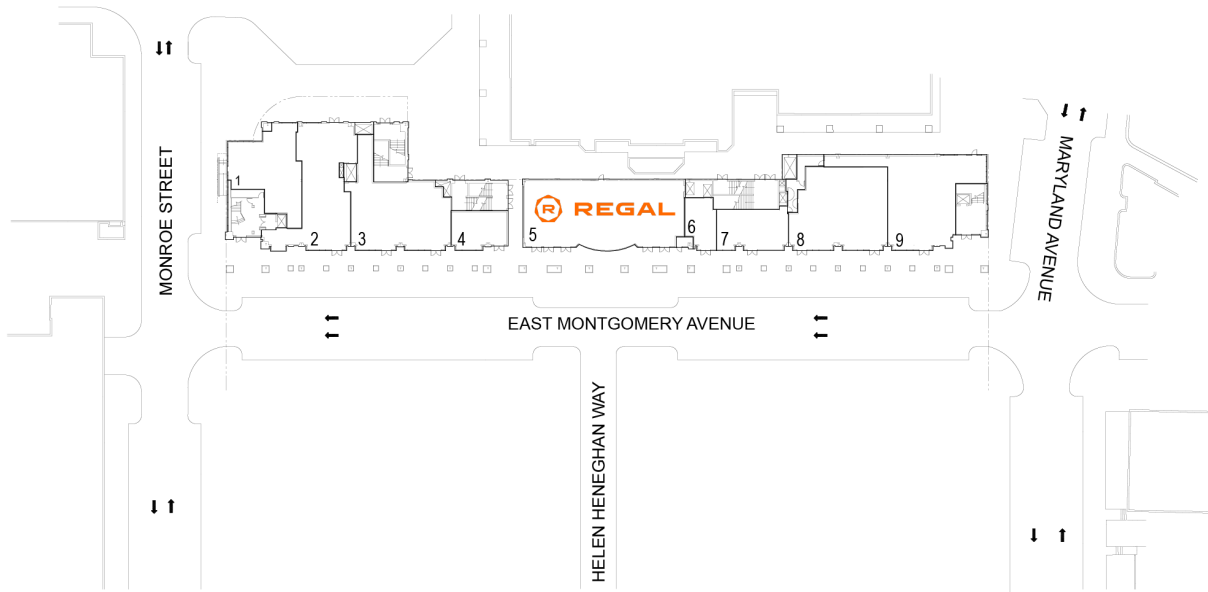 MONROE STREET
MARYLAND AVENUE
1
2
3
4
5
R REGAL
6
7
8
9
EAST MONTGOMERY AVENUE
HELEN HENEGHAN WAY